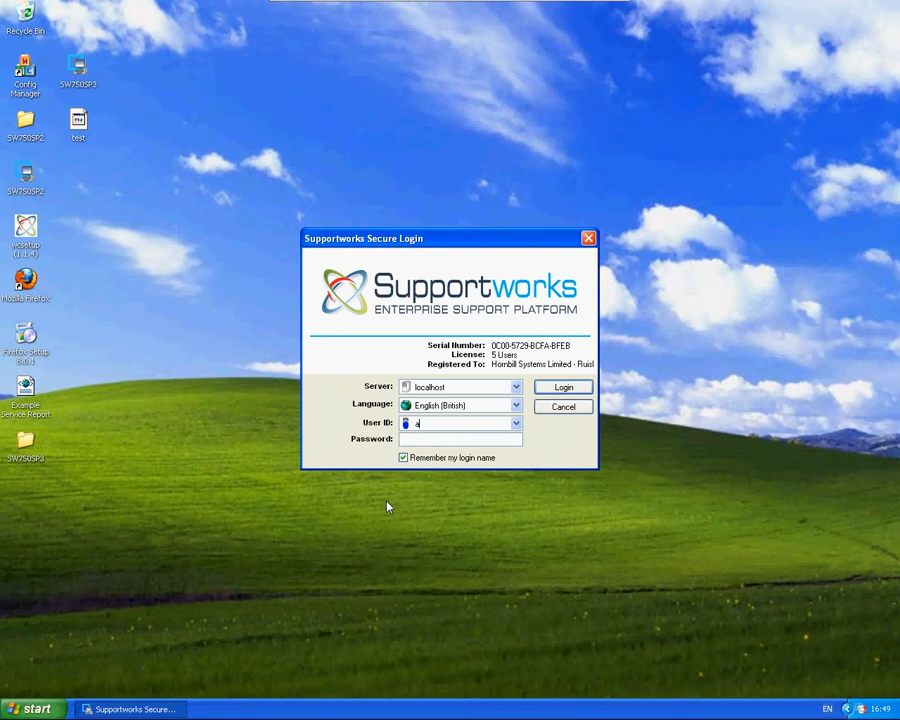 Recycle Bin
Config
Manager
SW750SP3
SW750SP2
test
SW750SP2
wcsetup
(1.1.4)
Mozilla Firefox
Firefox Setup
8.0.1
Example
Service Report
SW750SP3
Supportworks Secure Login
Supportworks
ENTERPRISE SUPPORT PLATFORM
Serial Number: 0C00-5729-BCFA-BFEB
License: 5 Users
Registered To: Hornbill Systems Limited - Ruisl
Server: localhost
Login
Language: English (British)
Cancel
User ID: a
Password:
Remember my login name
start
Supportworks Secure...
EN
16:49